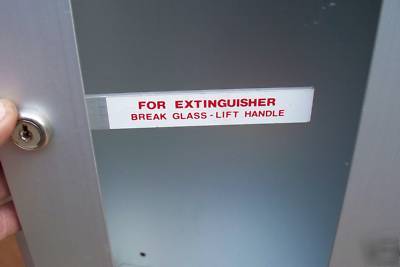 FOR EXTINGUISHER
BREAK GLASS - LIFT HANDLE